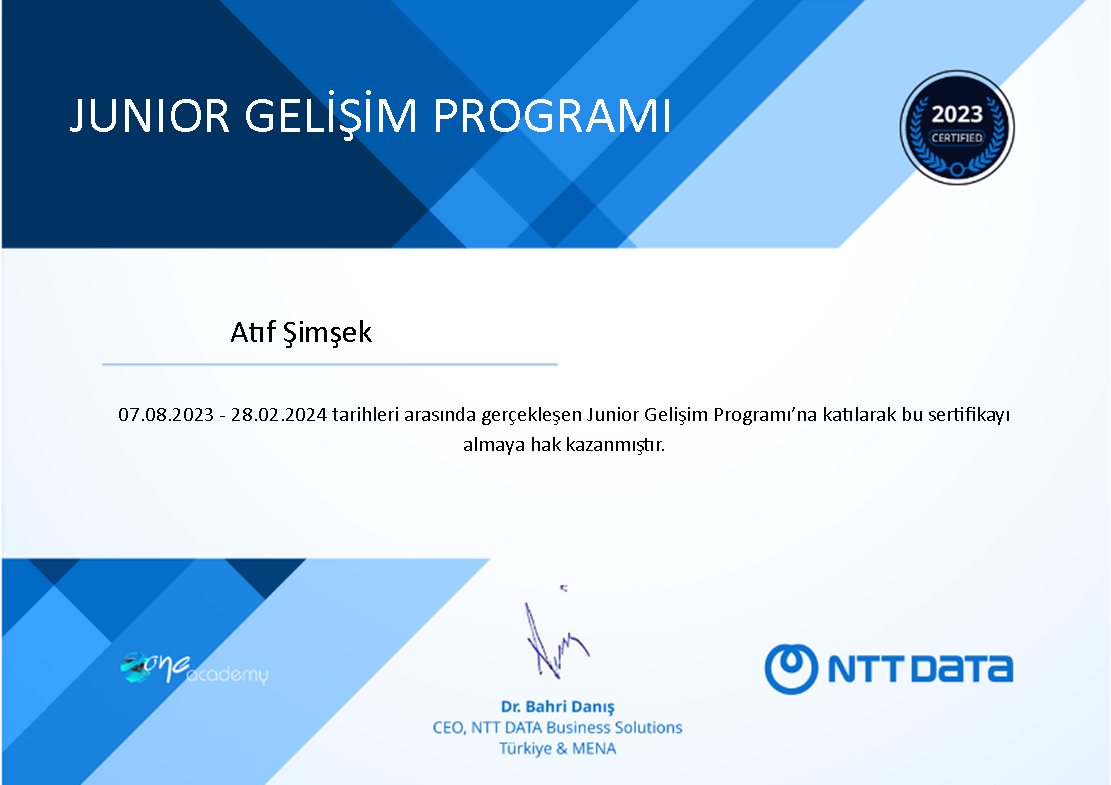 JUNIOR GELİŞİM PROGRAMI
2023
CERTIFIED
Atıf Şimşek
07.08.2023 - 28.02.2024 tarihleri arasında gerçekleşen Junior Gelişim Programı’na katılarak bu sertifikayı
almaya hak kazanmıştır.
one academy
NTT DATA
Dr. Bahri Danış
CEO, NTT DATA Business Solutions
Türkiye & MENA